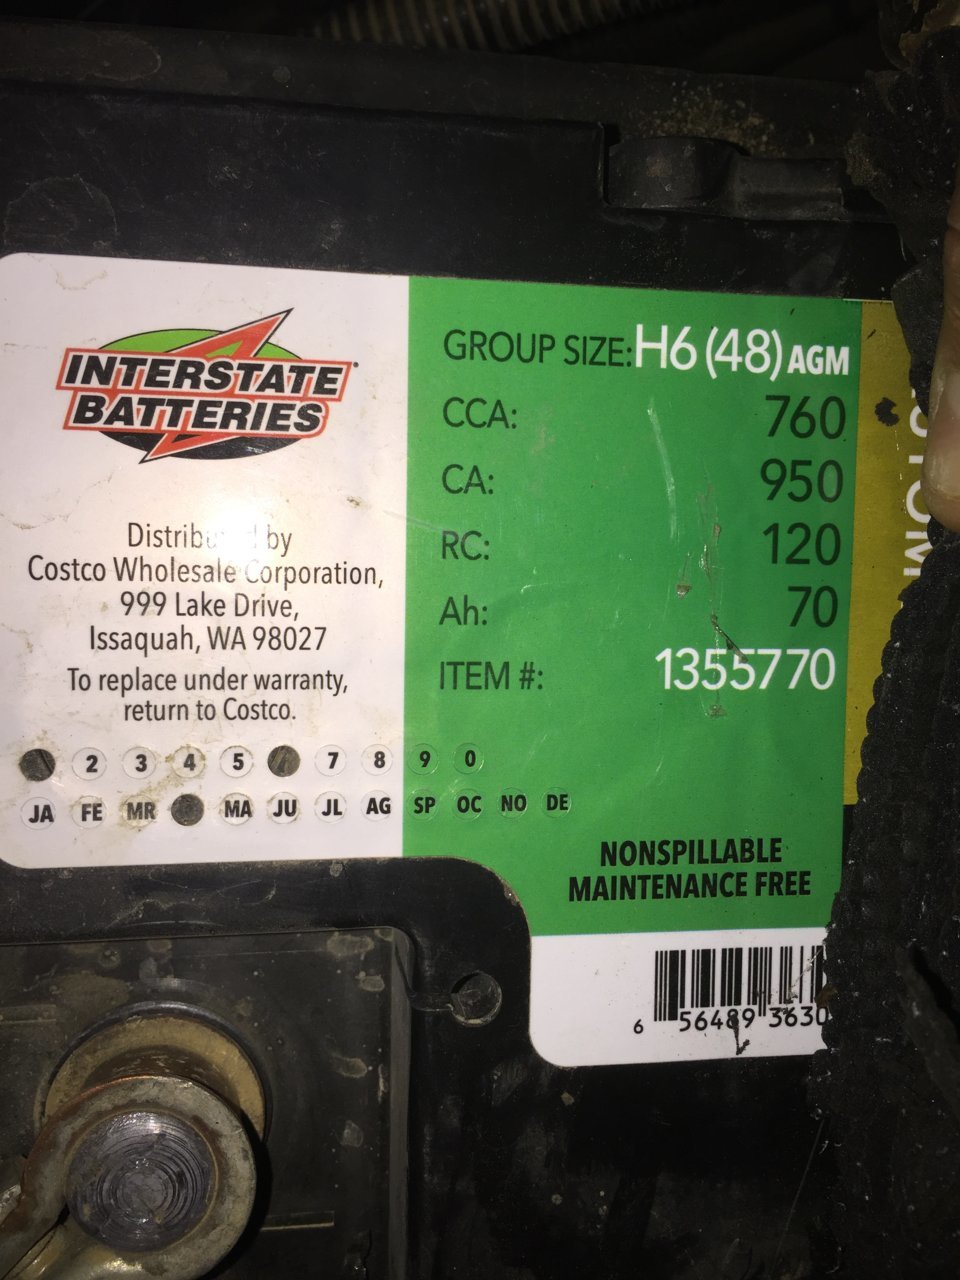 INTERSTATE
BATTERIES
Distributed by
Costco Wholesale Corporation,
999 Lake Drive,
Issaquah, WA 98027
To replace under warranty,
return to Costco.
GROUP SIZE: H6 (48) AGM
CCA: 760
CA: 950
RC: 120
Ah: 70
ITEM #: 1355770
2 3 4 5 7 8 9 0
JA FE MR MA JU JL AG SP OC NO DE
NONSPILLABLE
MAINTENANCE FREE
6 56489 3630